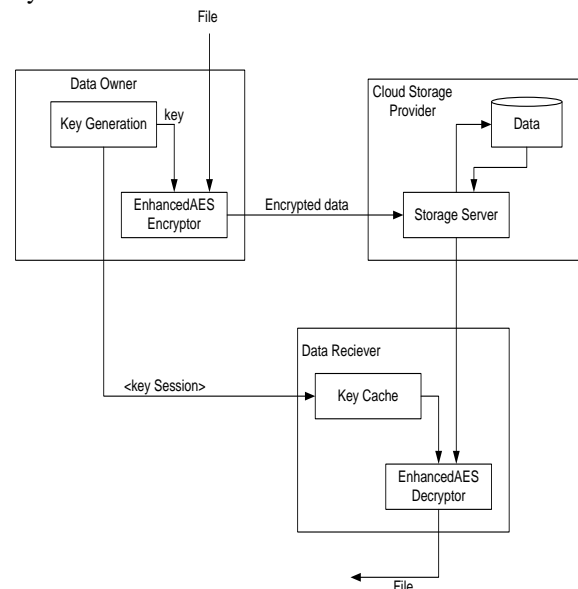 File
Data Owner
Key Generation
key
EnhancedAES
Encryptor
Encrypted data
Cloud Storage
Provider
Data
Storage Server
Data Reciever
<key Session>
Key Cache
EnhancedAES
Decryptor
File